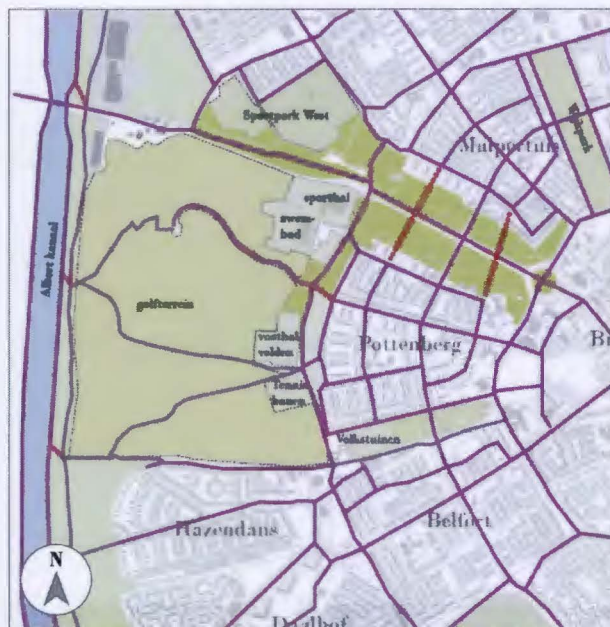 Sportpark West
Malpertuis
sporthal
zwem-
bad
Albert kanaal
golfterrein
voetbal
velden
Pottenberg
Tennis
banen
Volkstuinen
Hazendans
Belfort
N